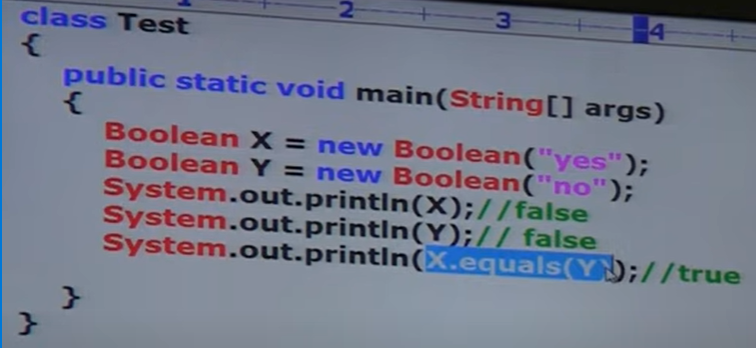 1 2 3 4
class Test
{
public static void main(String[] args)
{
Boolean X = new Boolean("yes");
Boolean Y = new Boolean("no");
System.out.println(X);//false
System.out.println(Y);// false
System.out.println(X.equals(Y));//true
}
}